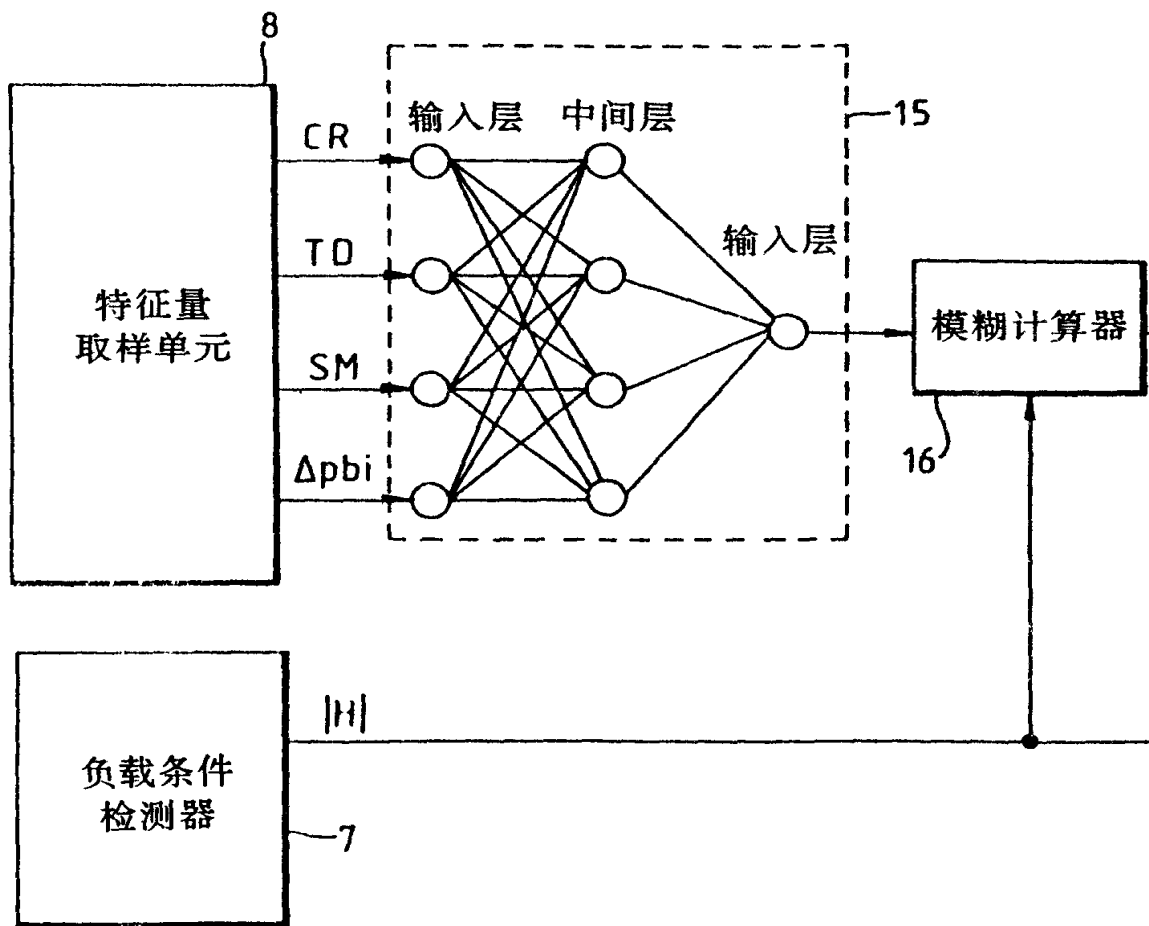 8
特征量
取样单元
CR
TD
SM
Δpbi
输入层
中间层
输入层
15
模糊计算器
16
负载条件
检测器
|H|
7